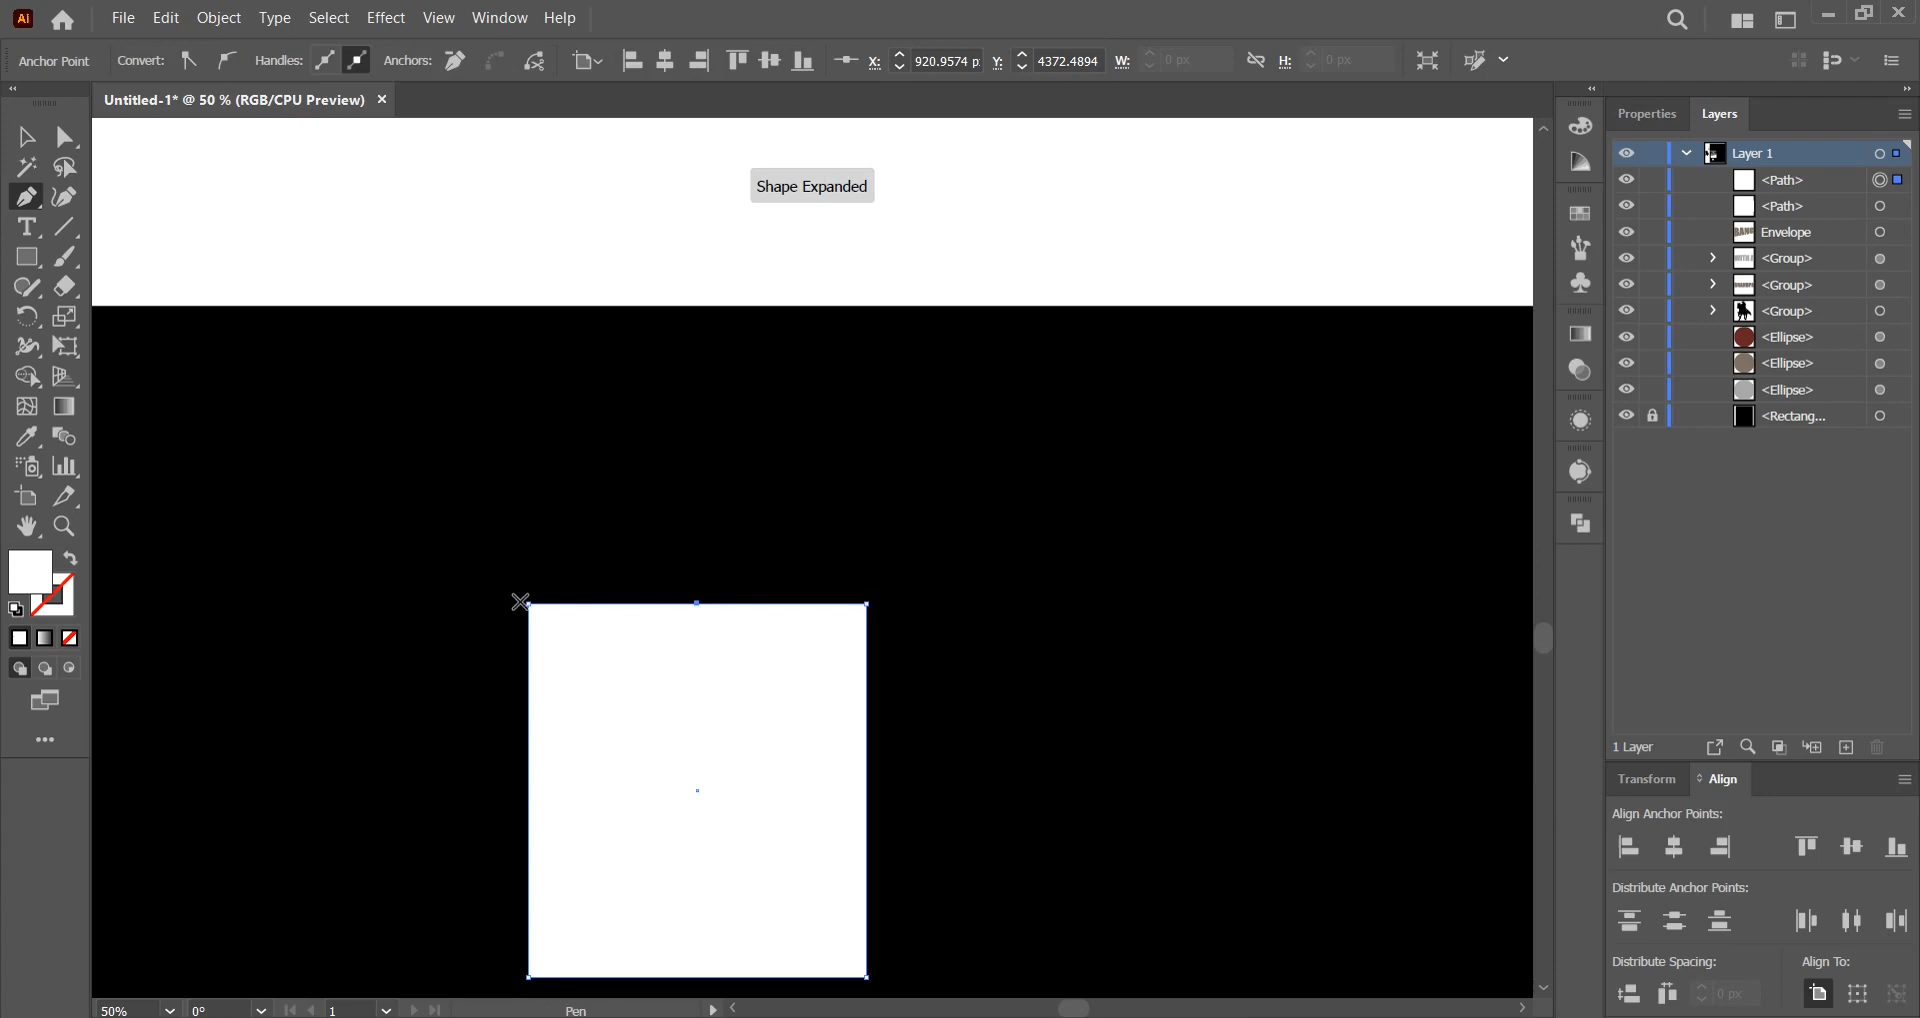 Ai
File Edit Object Type Select Effect View Window Help
Anchor Point Convert: Handles: Anchors: X: 920.9574 p Y: 4372.4894 W: 0 px H: 0 px
Untitled-1* @ 50 % (RGB/CPU Preview)
Properties Layers
Shape Expanded
Layer 1
<Path>
<Path>
Envelope
<Group>
<Group>
<Group>
<Ellipse>
<Ellipse>
<Ellipse>
<Rectang...
1 Layer
Transform Align
Align Anchor Points:
Distribute Anchor Points:
Distribute Spacing: Align To:
0 px
50% 0° 1 Pen